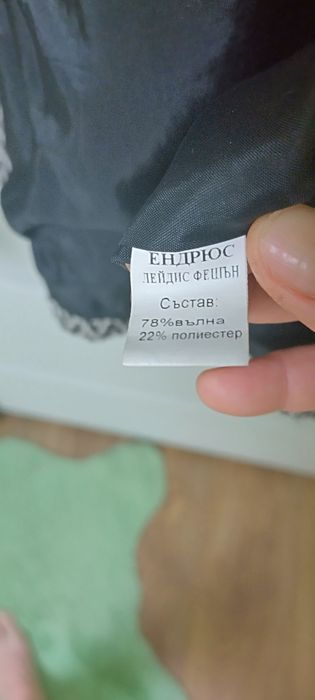 ЕНДРЮС
ЛЕЙДИС ФЕШЪН
Състав:
78%вълна
22% полиестер